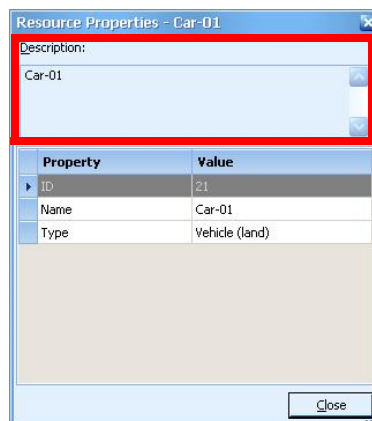 Resource Properties - Car-01
Description:
Car-01
Property Value
ID 21
Name Car-01
Type Vehicle (land)
Close